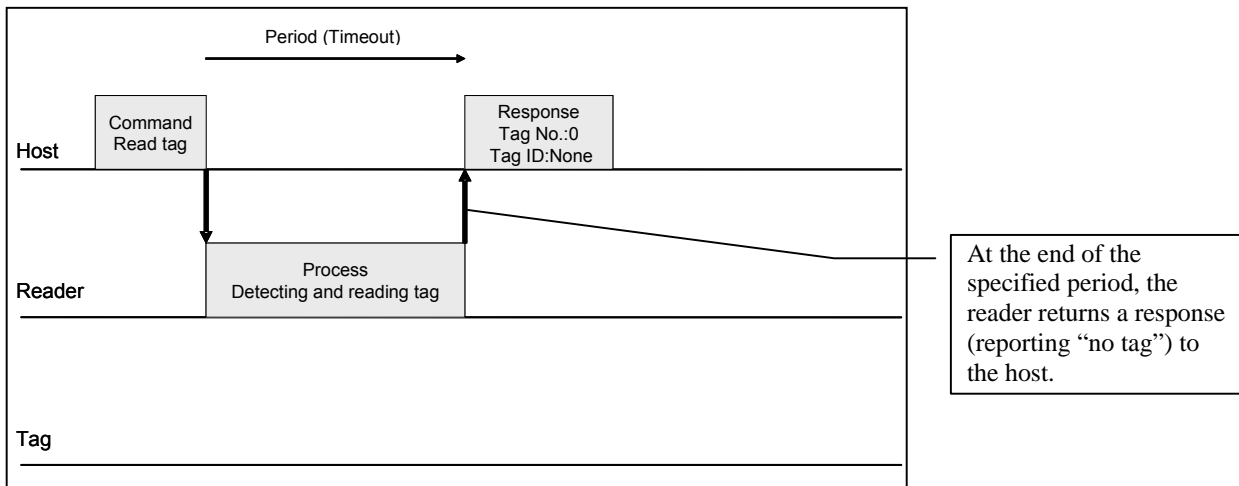 Period (Timeout)
Command
Read tag
Response
Tag No.:0
Tag ID:None
Host
Process
Detecting and reading tag
Reader
At the end of the
specified period, the
reader returns a response
(reporting “no tag”) to
the host.
Tag